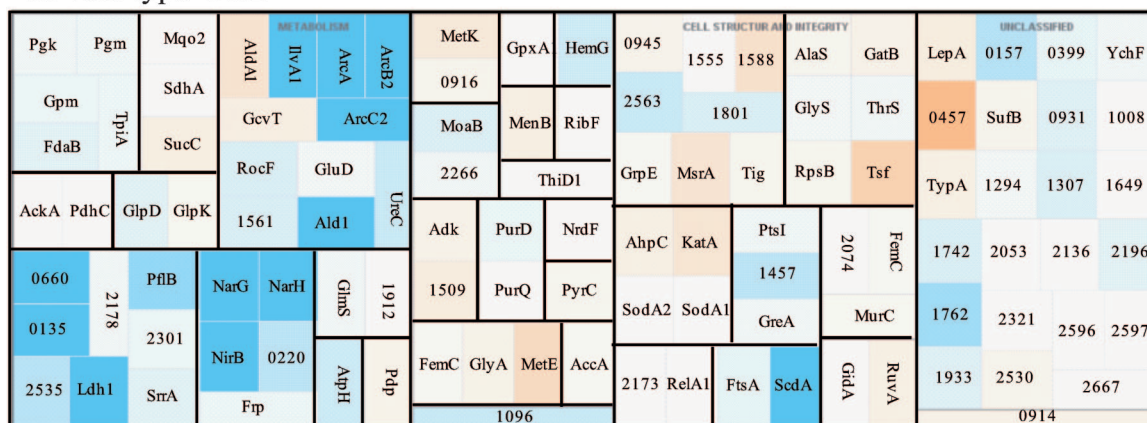 METABOLISM
CELL STRUCTUR AND INTEGRITY
UNCLASSIFIED
Pgk Pgm
Gpm
TpiA
FdaB
Mqo2
SdhA
SucC
AckA PdhC
GlpD GlpK
AldA1 IlvA1 ArcA ArcB2
GcvT ArcC2
RocF GluD
UreC
1561 Ald1
0660 2178 PflB
0135 2301
2535 Ldh1 SrrA
NarG NarH
NirB 0220
Frp
GlmS 1912
AtpH Pdp
MetK
0916
GpxA1 HemG
MoaB
2266
MenB RibF
ThiD1
Adk
1509
PurD NrdF
PurQ PyrC
FemC GlyA MetE AccA
1096
0945 1555 1588
2563 1801
GrpE MsrA Tig
AlaS GatB
GlyS ThrS
RpsB Tsf
AhpC KatA
SodA2 SodA1
PtsI
1457
GreA
2074 FemC
MurC
2173 RelA1
FtsA ScdA
GidA RuvA
LepA 0157 0399 YchF
0457 SufB 0931 1008
TypA 1294 1307 1649
1742 2053 2136 2196
1762 2321 2596 2597
1933 2530 2667
0914